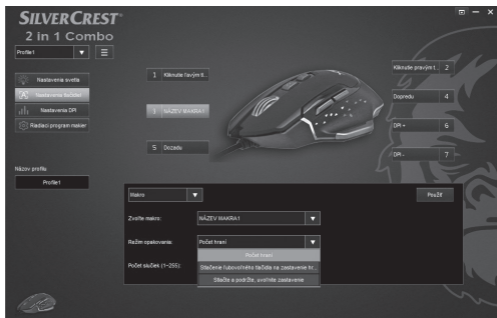 SILVERCREST®
2 in 1 Combo
Profile1
Nastavenia svetla
Nastavenia tlačidiel
Nastavenia DPI
Riadiaci program makier
Názov profilu
Profile1
1 Kliknutie ľavým tl...
3 NÁZEV MAKRA1
5 Dozadu
Kliknutie pravým t... 2
Dopredu 4
DPI + 6
DPI - 7
Makro
Použiť
Zvoľte makro: NÁZEV MAKRA1
Režim opakovania: Počet hraní
Počet hraní
Počet slučiek (1~255): Stlačenie ľubovoľného tlačidla na zastavenie hr...
Stlačte a podržte, uvoľnite zastavenie